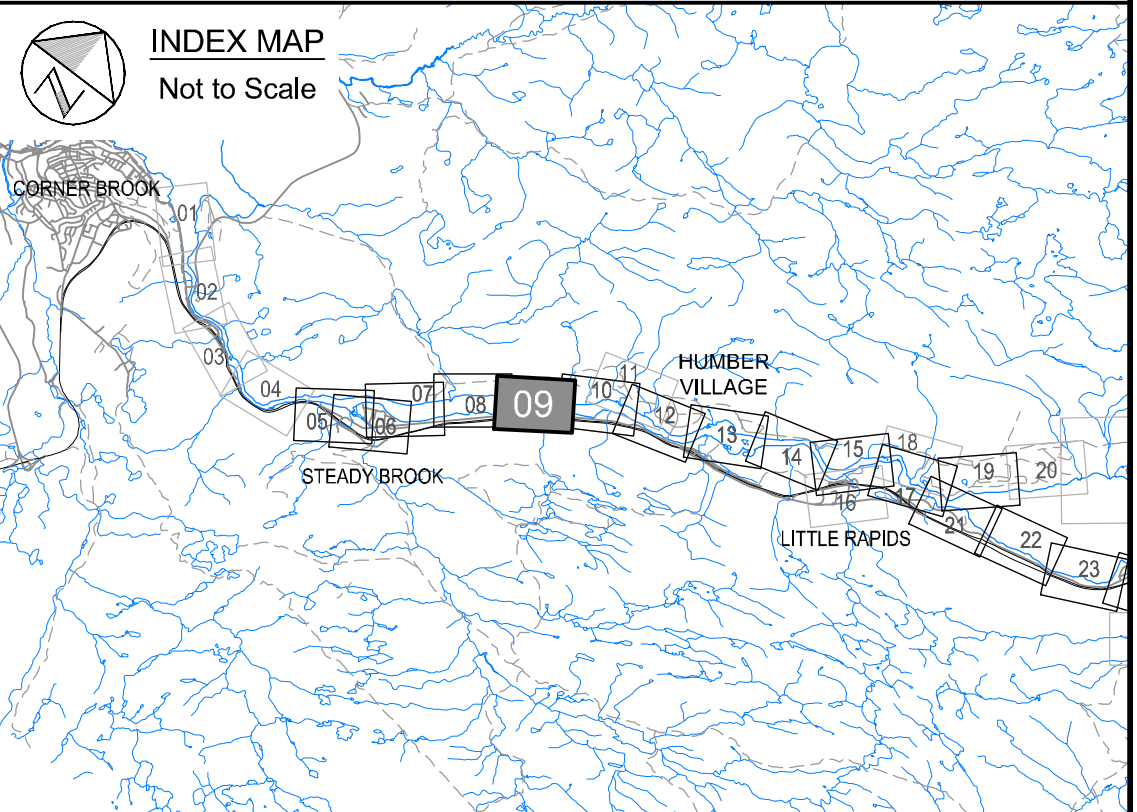 INDEX MAP
Not to Scale
N
CORNER BROOK
01
02
03
04
05
06
07
08
09
10
11
12
HUMBER
VILLAGE
13
14
15
16
17
18
19
20
21
22
23
STEADY BROOK
LITTLE RAPIDS